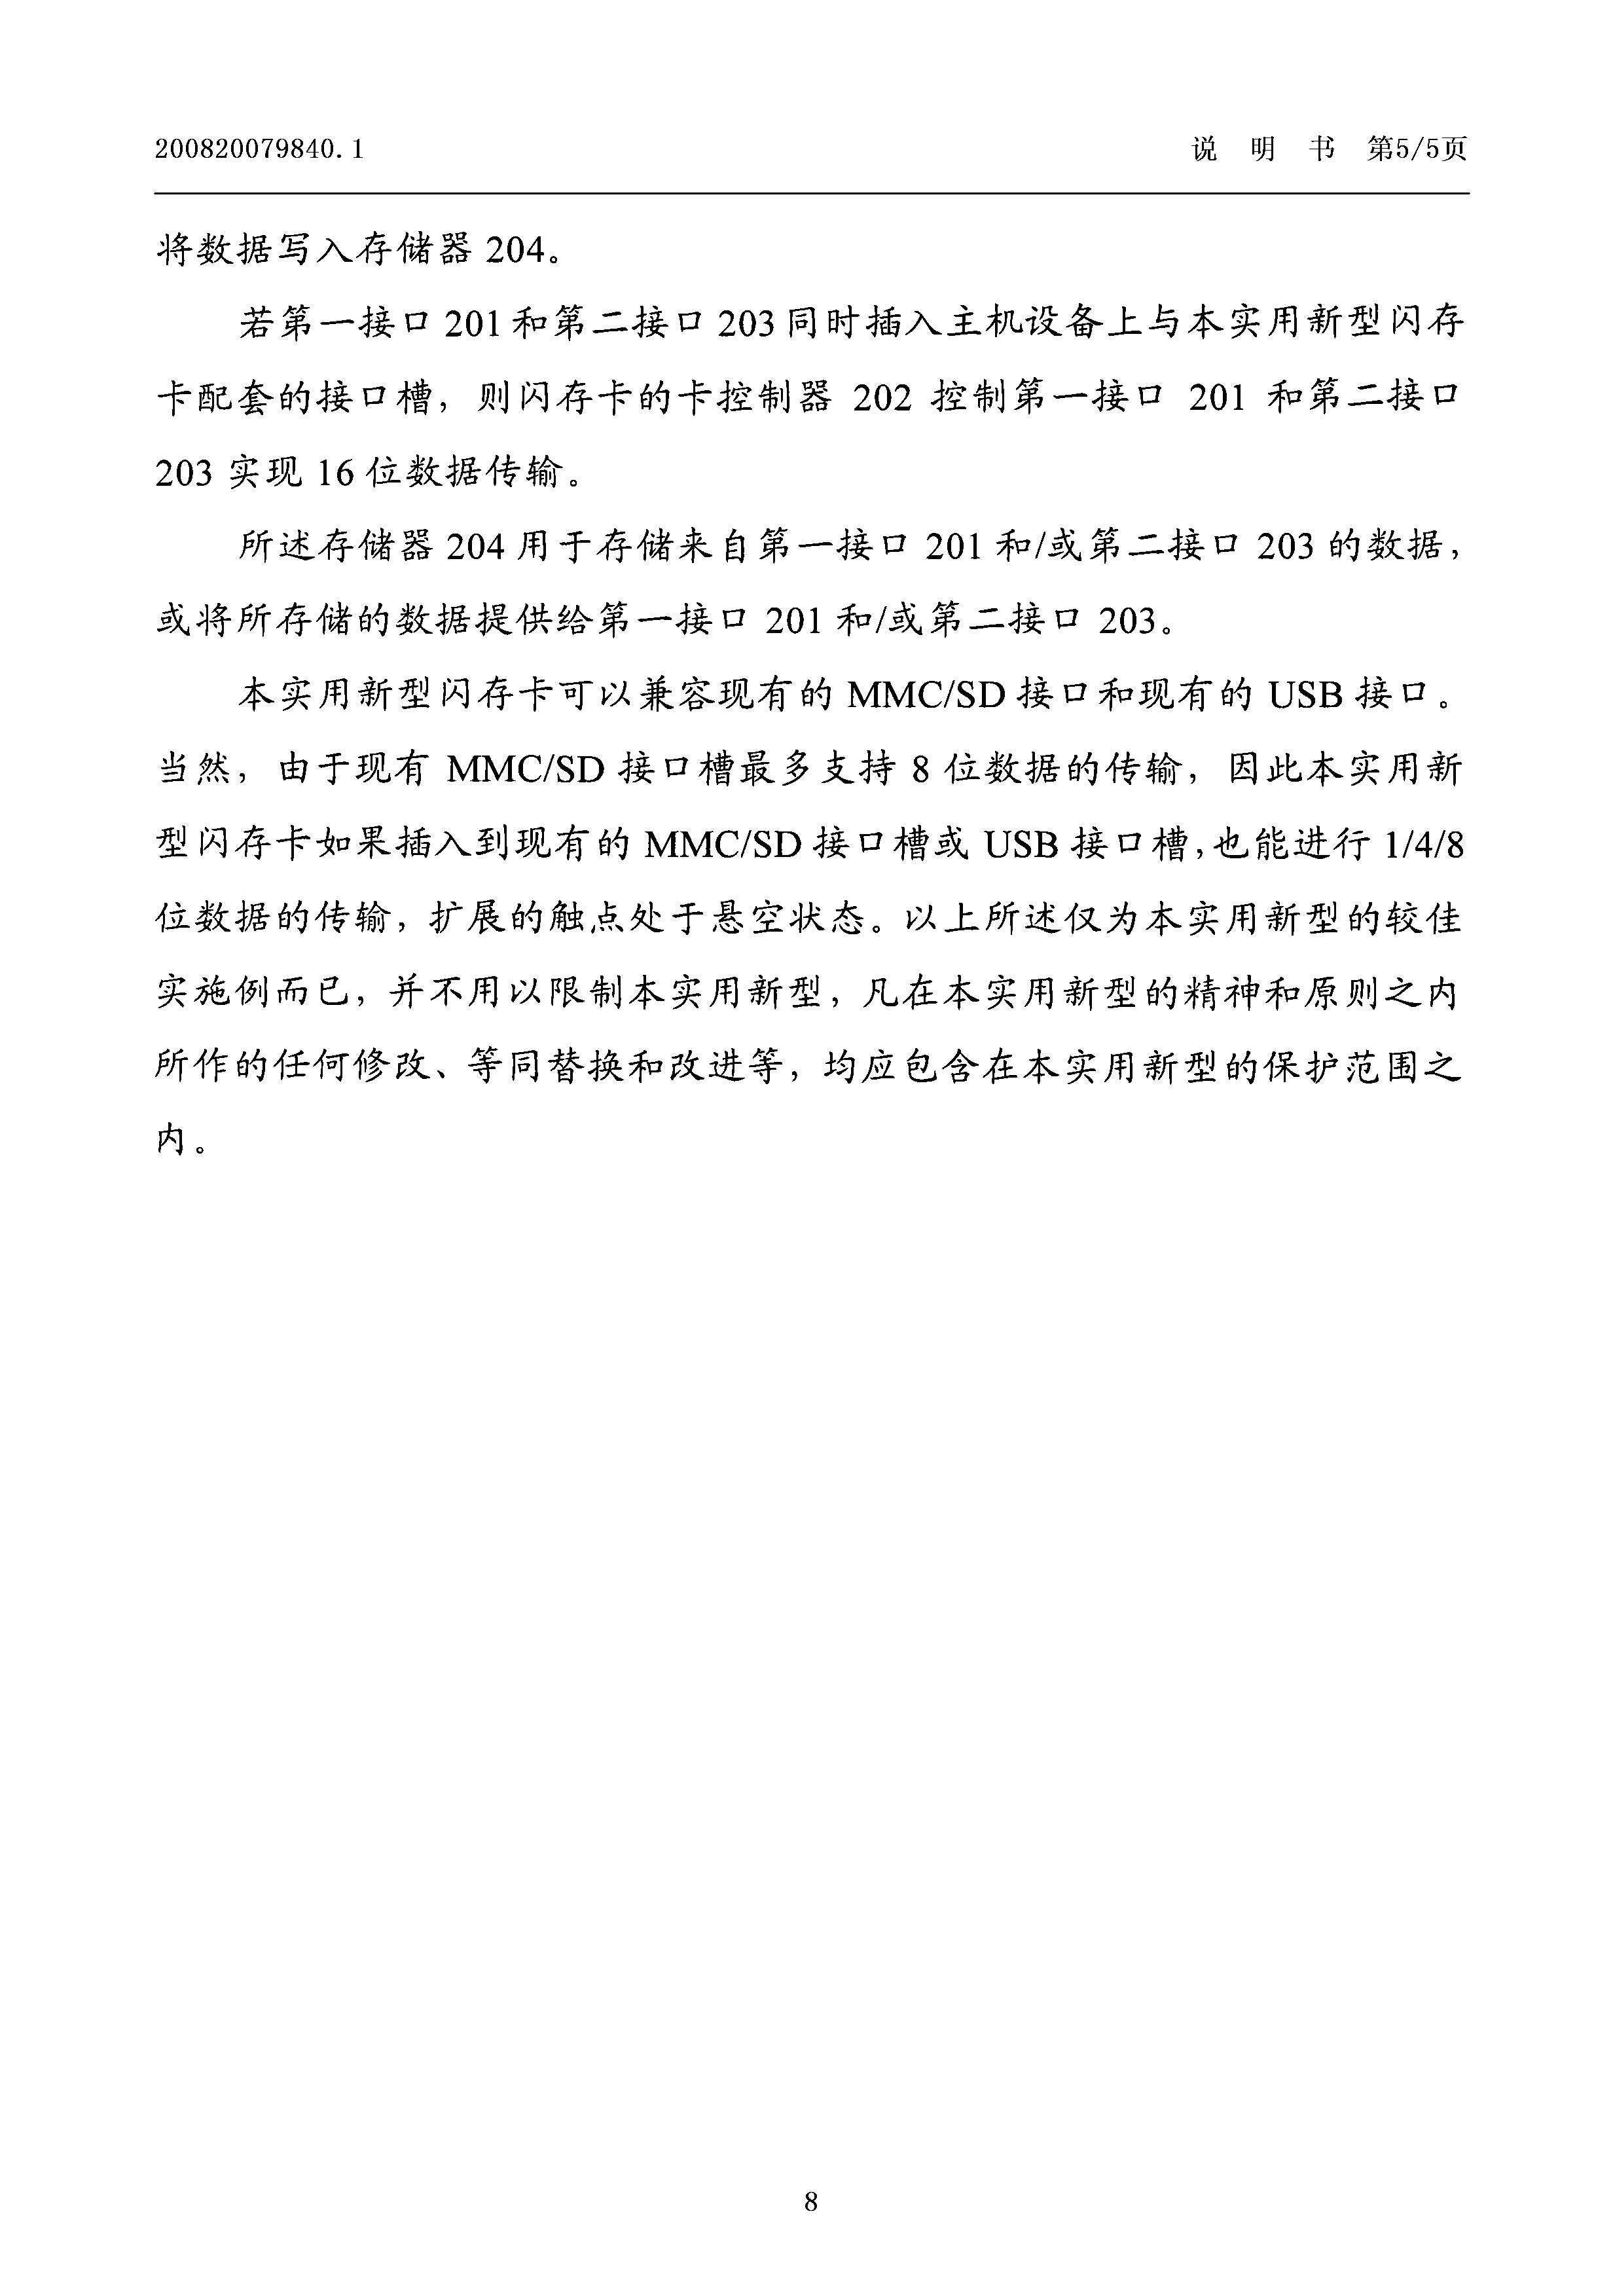 200820079840.1 说 明 书 第5/5页
将数据写入存储器 204。
若第一接口 201 和第二接口 203 同时插入主机设备上与本实用新型闪存
卡配套的接口槽，则闪存卡的卡控制器 202 控制第一接口 201 和第二接口
203 实现 16 位数据传输。
所述存储器 204 用于存储来自第一接口 201 和/或第二接口 203 的数据，
或将所存储的数据提供给第一接口 201 和/或第二接口 203。
本实用新型闪存卡可以兼容现有的 MMC/SD 接口和现有的 USB 接口。
当然，由于现有 MMC/SD 接口槽最多支持 8 位数据的传输，因此本实用新
型闪存卡如果插入到现有的 MMC/SD 接口槽或 USB 接口槽，也能进行 1/4/8
位数据的传输，扩展的触点处于悬空状态。以上所述仅为本实用新型的较佳
实施例而已，并不用以限制本实用新型，凡在本实用新型的精神和原则之内
所作的任何修改、等同替换和改进等，均应包含在本实用新型的保护范围之
内。
8